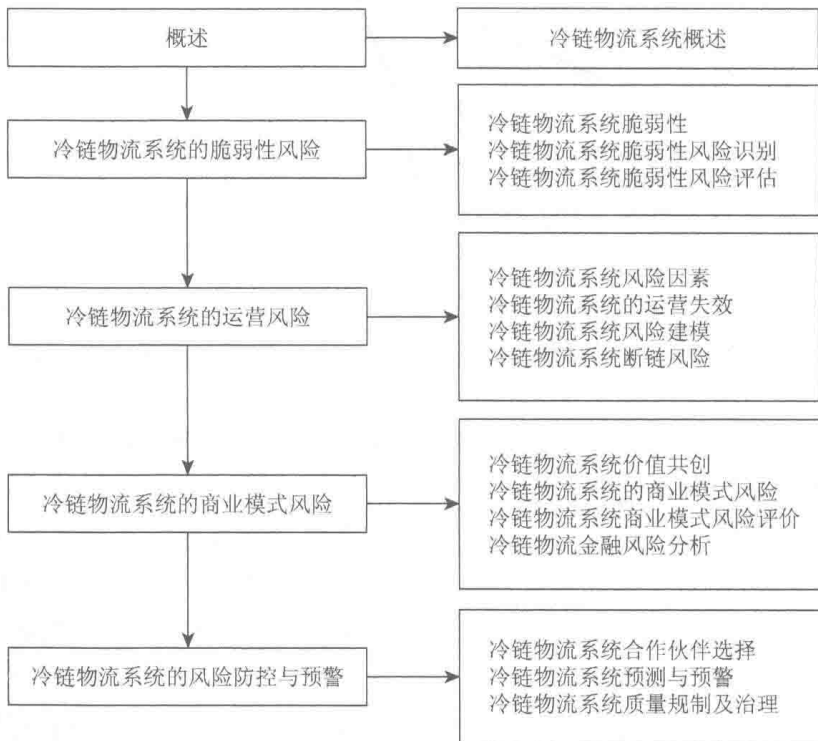 概述
冷链物流系统概述
冷链物流系统的脆弱性风险
冷链物流系统脆弱性
冷链物流系统脆弱性风险识别
冷链物流系统脆弱性风险评估
冷链物流系统的运营风险
冷链物流系统风险因素
冷链物流系统的运营失效
冷链物流系统风险建模
冷链物流系统断链风险
冷链物流系统的商业模式风险
冷链物流系统价值共创
冷链物流系统的商业模式风险
冷链物流系统商业模式风险评价
冷链物流金融风险分析
冷链物流系统的风险防控与预警
冷链物流系统合作伙伴选择
冷链物流系统预测与预警
冷链物流系统质量规制及治理